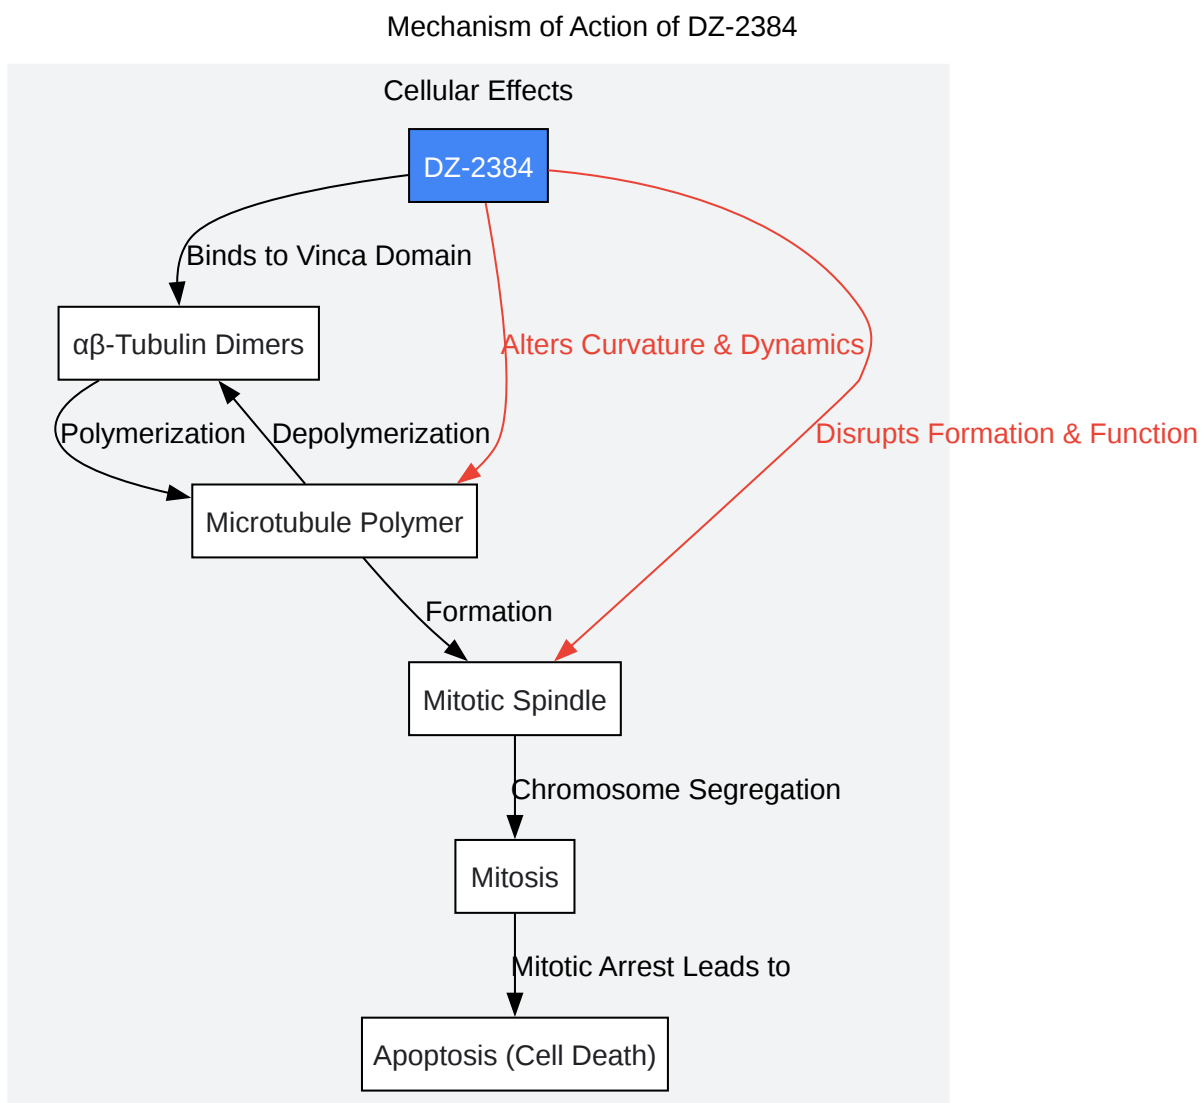 Mechanism of Action of DZ-2384
Cellular Effects
DZ-2384
Binds to Vinca Domain
αβ-Tubulin Dimers
Alters Curvature & Dynamics
Polymerization
Depolymerization
Disrupts Formation & Function
Microtubule Polymer
Formation
Mitotic Spindle
Chromosome Segregation
Mitosis
Mitotic Arrest Leads to
Apoptosis (Cell Death)